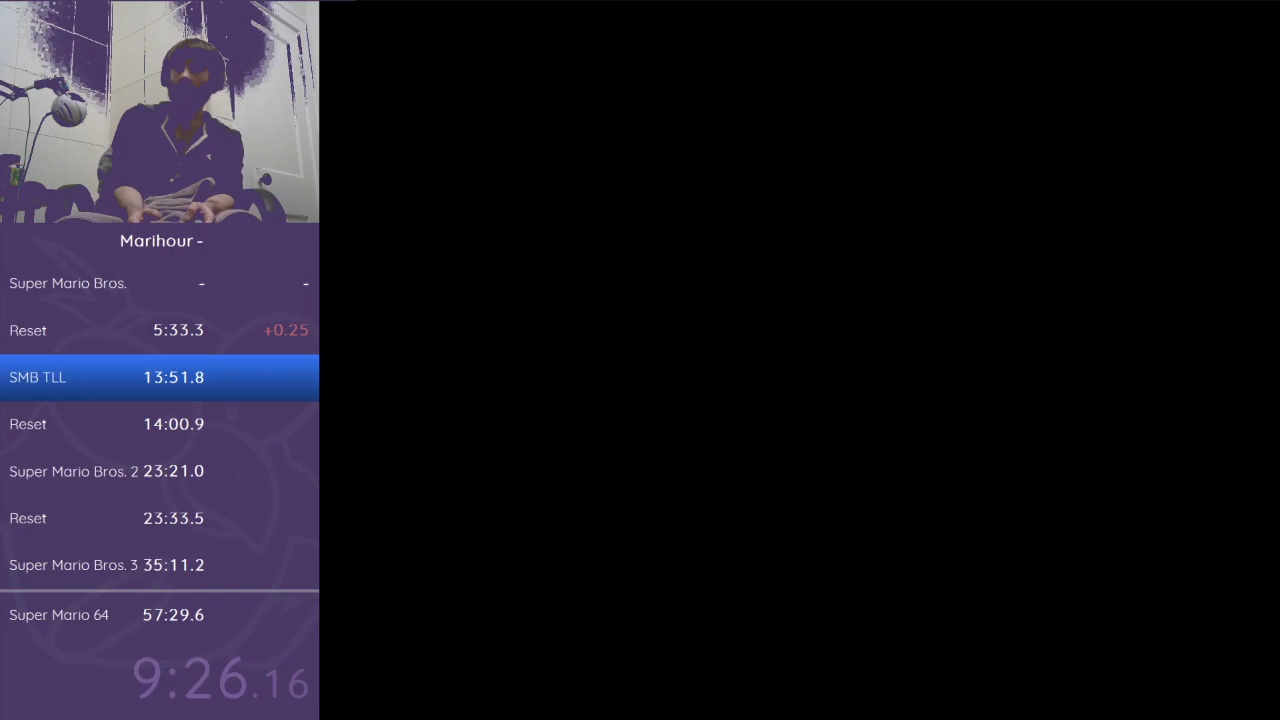 Marihour -
Super Mario Bros. - -
Reset 5:33.3 +0.25
SMB TLL 13:51.8
Reset 14:00.9
Super Mario Bros. 2 23:21.0
Reset 23:33.5
Super Mario Bros. 3 35:11.2
Super Mario 64 57:29.6
9:26.16